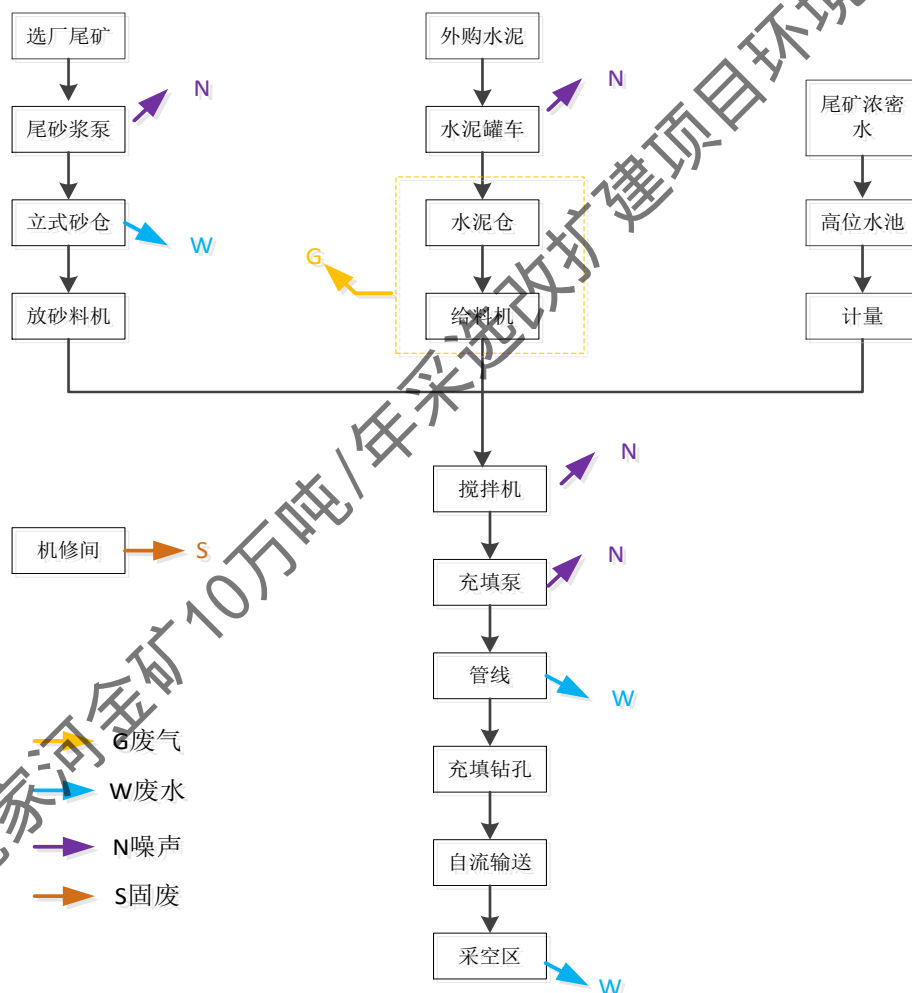 选厂尾矿
外购水泥
尾矿浓密
水
尾砂浆泵
N
水泥罐车
N
立式砂仓
W
水泥仓
高位水池
G
放砂料机
给料机
计量
搅拌机
N
机修间
S
充填泵
N
管线
W
充填钻孔
自流输送
采空区
W
G废气
W废水
N噪声
S固废
家河金矿10万吨/年采选改扩建项目环境